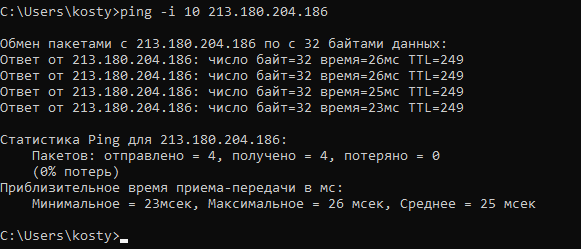 C:\Users\kosty>ping -i 10 213.180.204.186
Обмен пакетами с 213.180.204.186 по с 32 байтами данных:
Ответ от 213.180.204.186: число байт=32 время=26мс TTL=249
Ответ от 213.180.204.186: число байт=32 время=26мс TTL=249
Ответ от 213.180.204.186: число байт=32 время=25мс TTL=249
Ответ от 213.180.204.186: число байт=32 время=23мс TTL=249
Статистика Ping для 213.180.204.186:
Пакетов: отправлено = 4, получено = 4, потеряно = 0
(0% потерь)
Приблизительное время приема-передачи в мс:
Минимальное = 23мсек, Максимальное = 26 мсек, Среднее = 25 мсек
C:\Users\kosty>